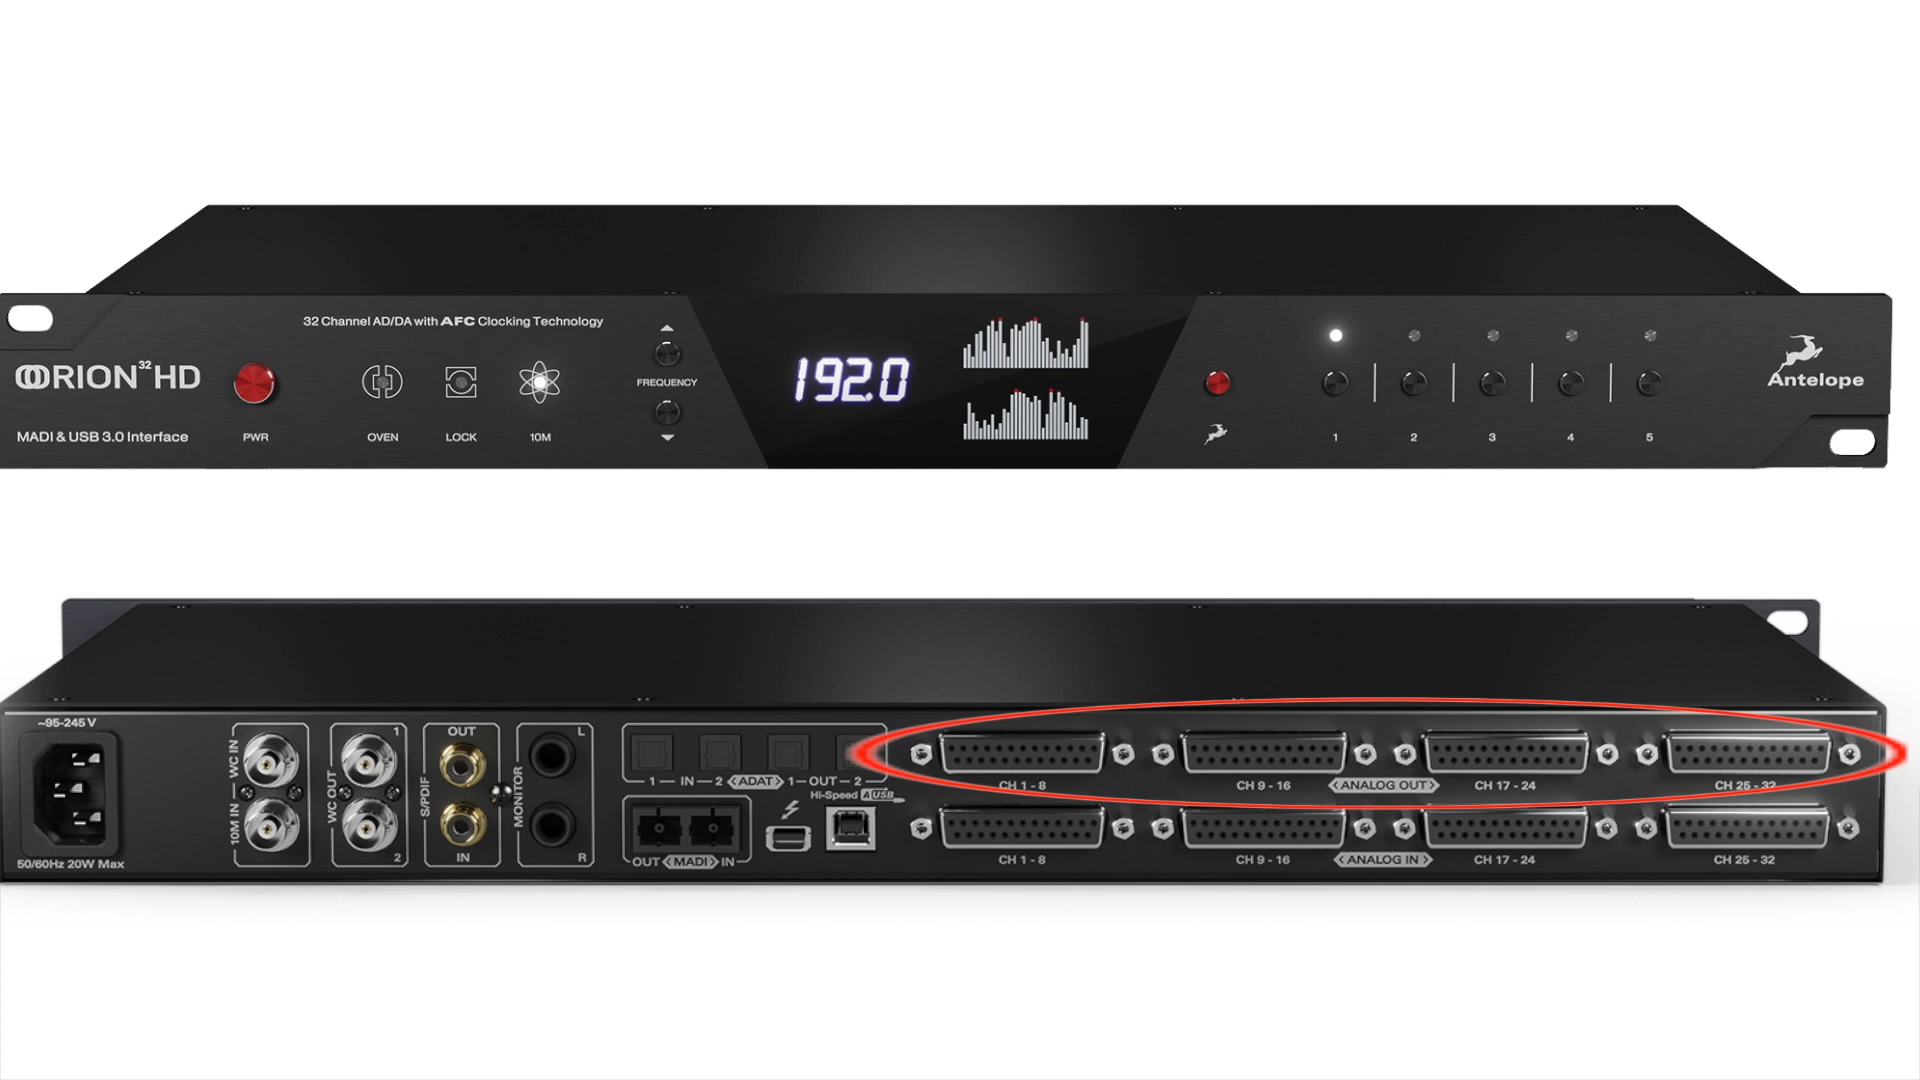 32 Channel AD/DA with AFC Clocking Technology
ORION 32 HD
MADI & USB 3.0 Interface
PWR
OVEN
LOCK
10M
FREQUENCY
192.0
1 2 3 4 5
Antelope
~95-245 V
50/60Hz 20W Max
WC IN
10M IN
WC OUT
1
2
S/PDIF
OUT
IN
MONITOR
L
R
1 — IN — 2 <ADAT> 1 — OUT — 2
Hi-Speed USB
OUT <MADI> IN
CH 1 - 8 CH 9 - 16 <ANALOG OUT> CH 17 - 24 CH 25 - 32
CH 1 - 8 CH 9 - 16 <ANALOG IN> CH 17 - 24 CH 25 - 32